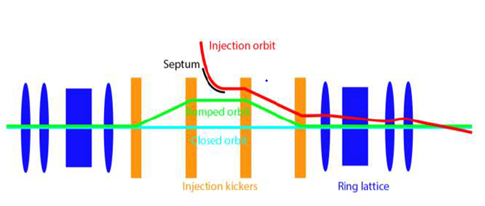 Injection orbit
Septum
Bumped orbit
Closed orbit
Injection kickers
Ring lattice